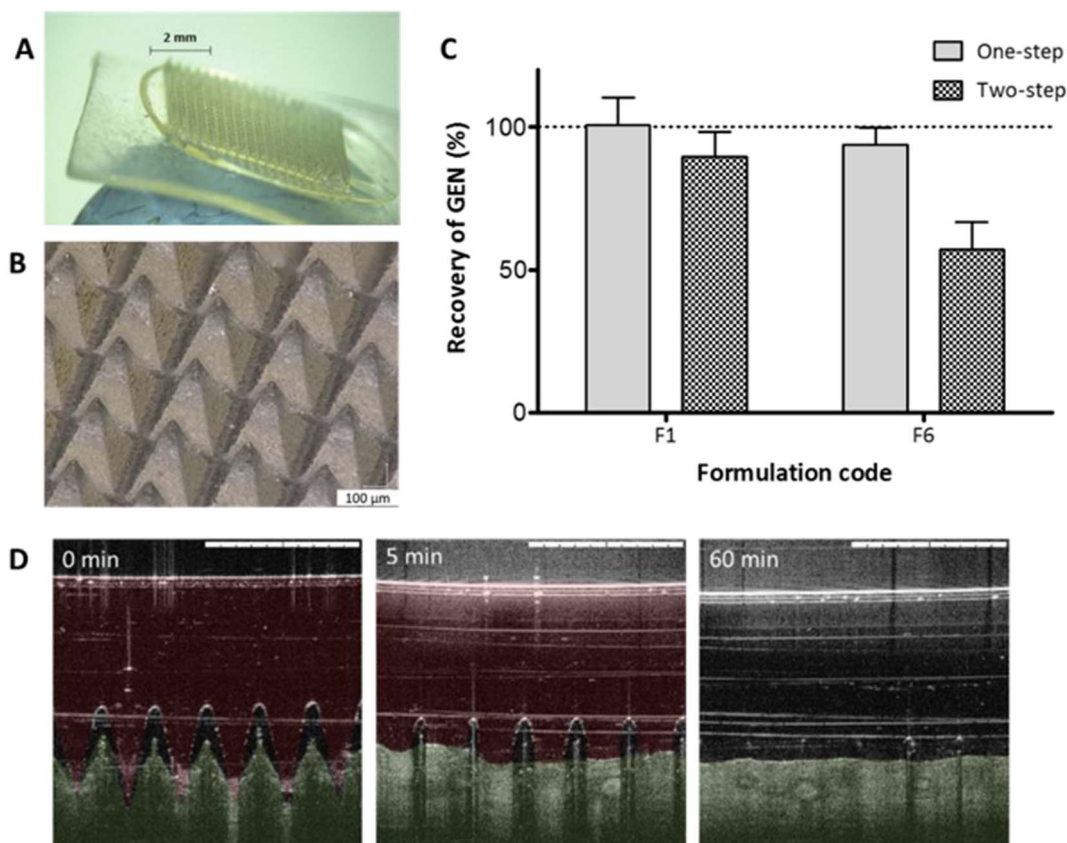 A
2 mm
B
100 μm
C
One-step
Two-step
Recovery of GEN (%)
100
50
0
F1
F6
Formulation code
D
0 min
5 min
60 min